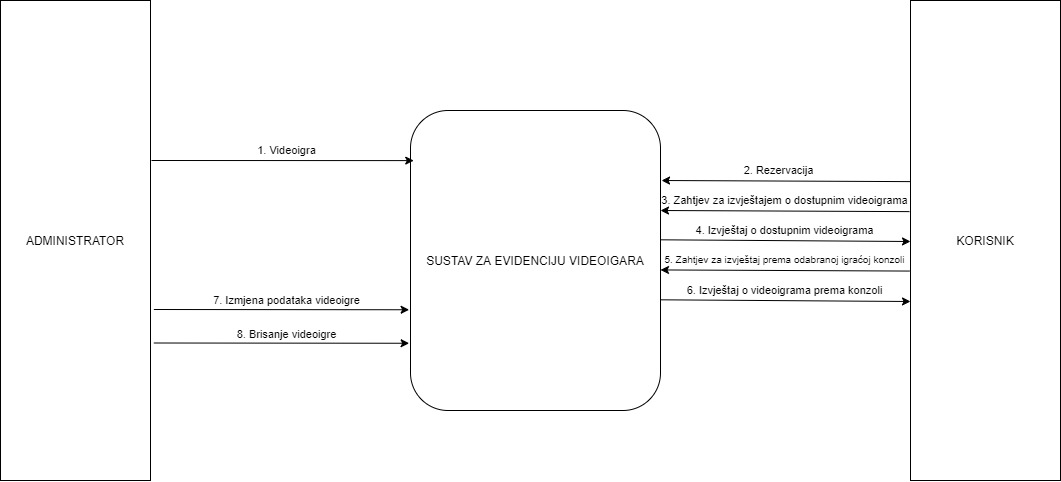 1. Videoigra
2. Rezervacija
3. Zahtjev za izvještajem o dostupnim videoigrama
4. Izvještaj o dostupnim videoigrama
ADMINISTRATOR
KORISNIK
SUSTAV ZA EVIDENCIJU VIDEOIGARA
5. Zahtjev za izvještaj prema odabranoj igraćoj konzoli
6. Izvještaj o videoigrama prema konzoli
7. Izmjena podataka videoigre
8. Brisanje videoigre